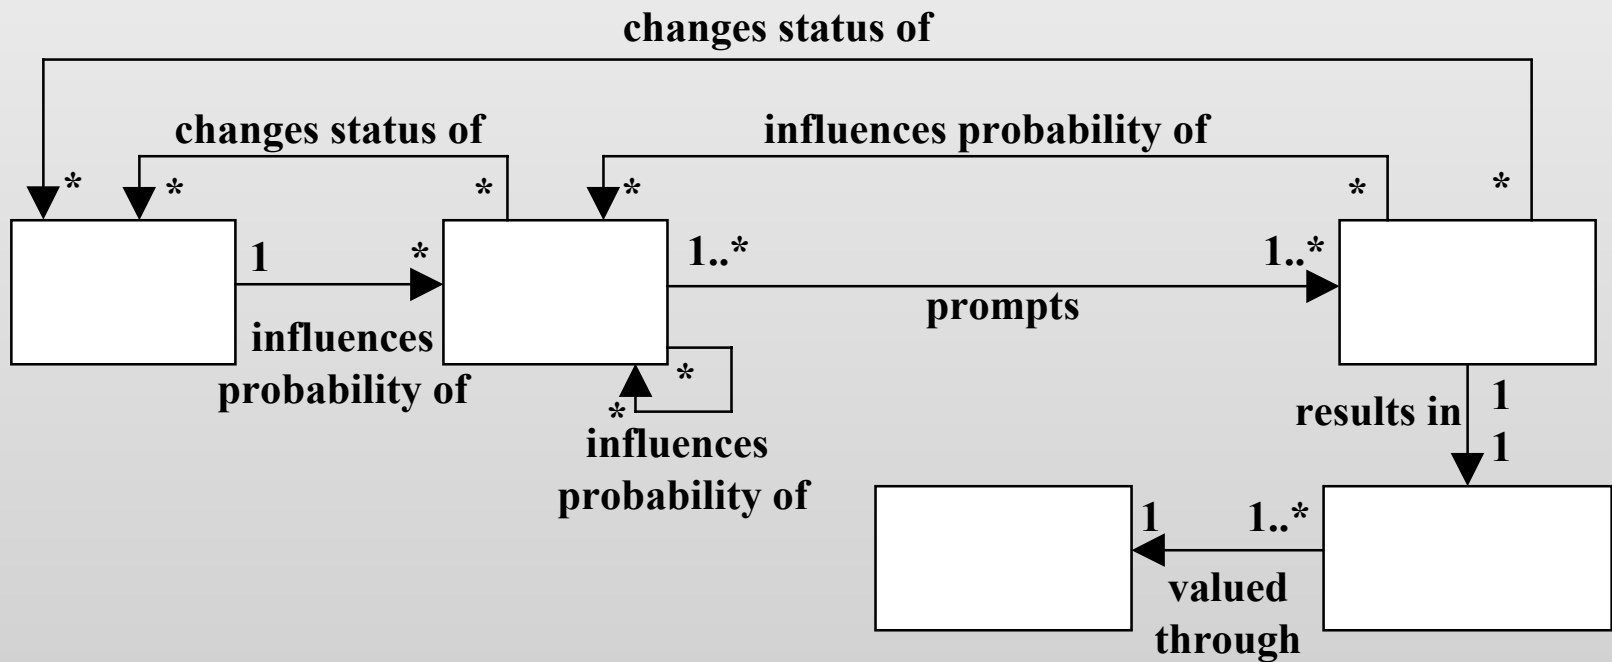 changes status of
changes status of
influences probability of
* * * * * *
1 * 1..* 1..*
prompts
influences
probability of
*
*
influences
probability of
results in
1
1
1 1..*
valued
through